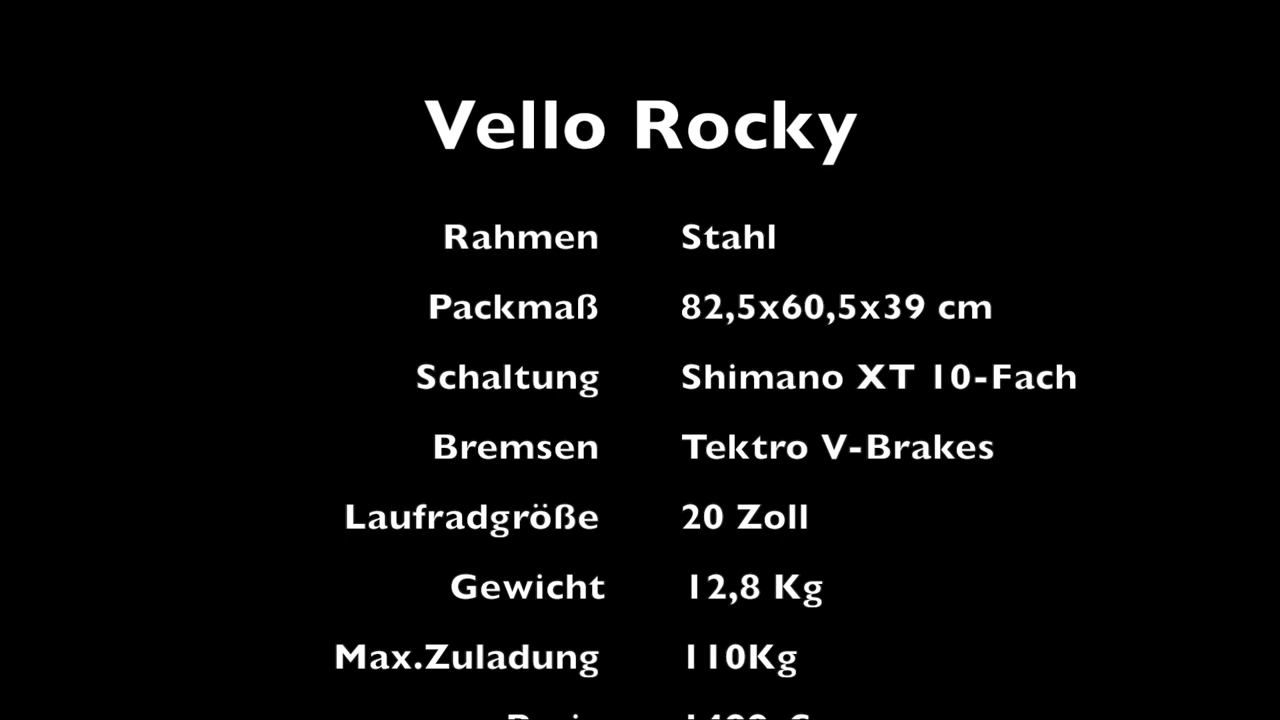 Vello Rocky
Rahmen Stahl
Packmaß 82,5x60,5x39 cm
Schaltung Shimano XT 10-Fach
Bremsen Tektro V-Brakes
Laufradgröße 20 Zoll
Gewicht 12,8 Kg
Max.Zuladung 110Kg